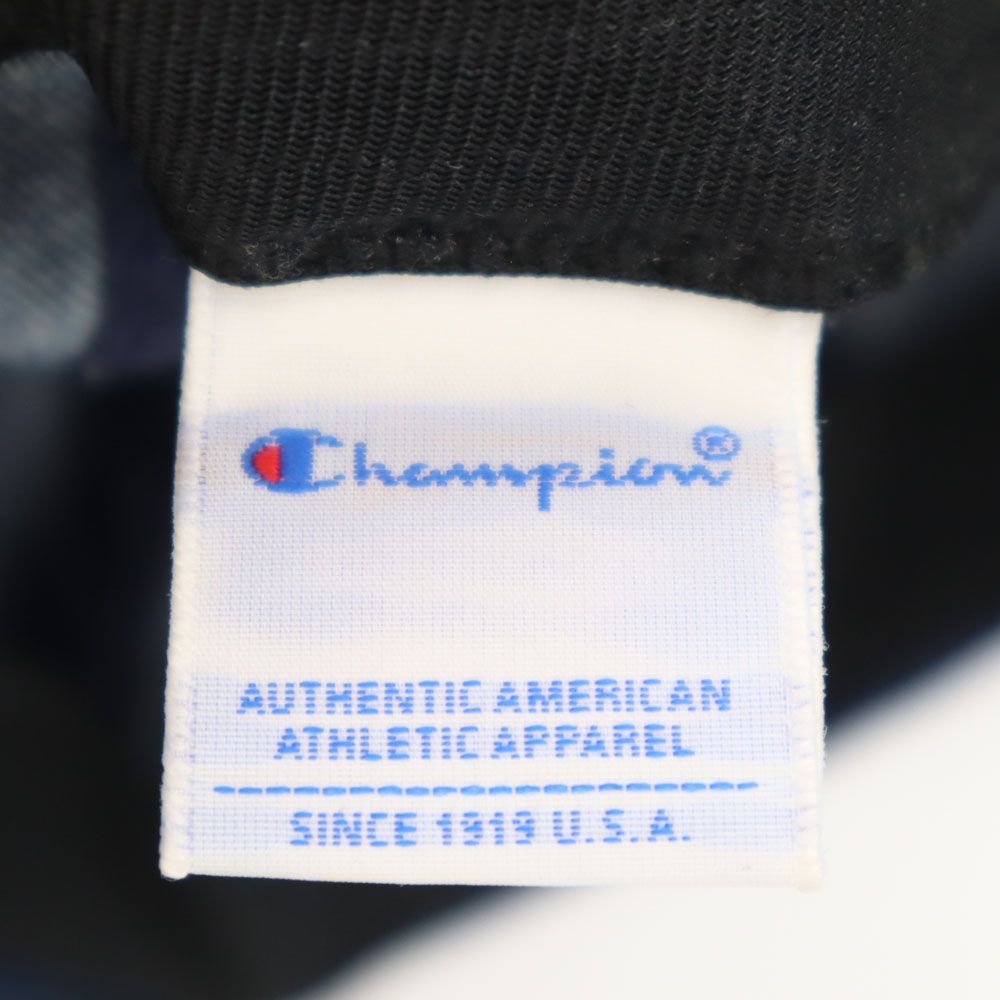 Champion®
AUTHENTIC AMERICAN
ATHLETIC APPAREL
SINCE 1919 U.S.A.